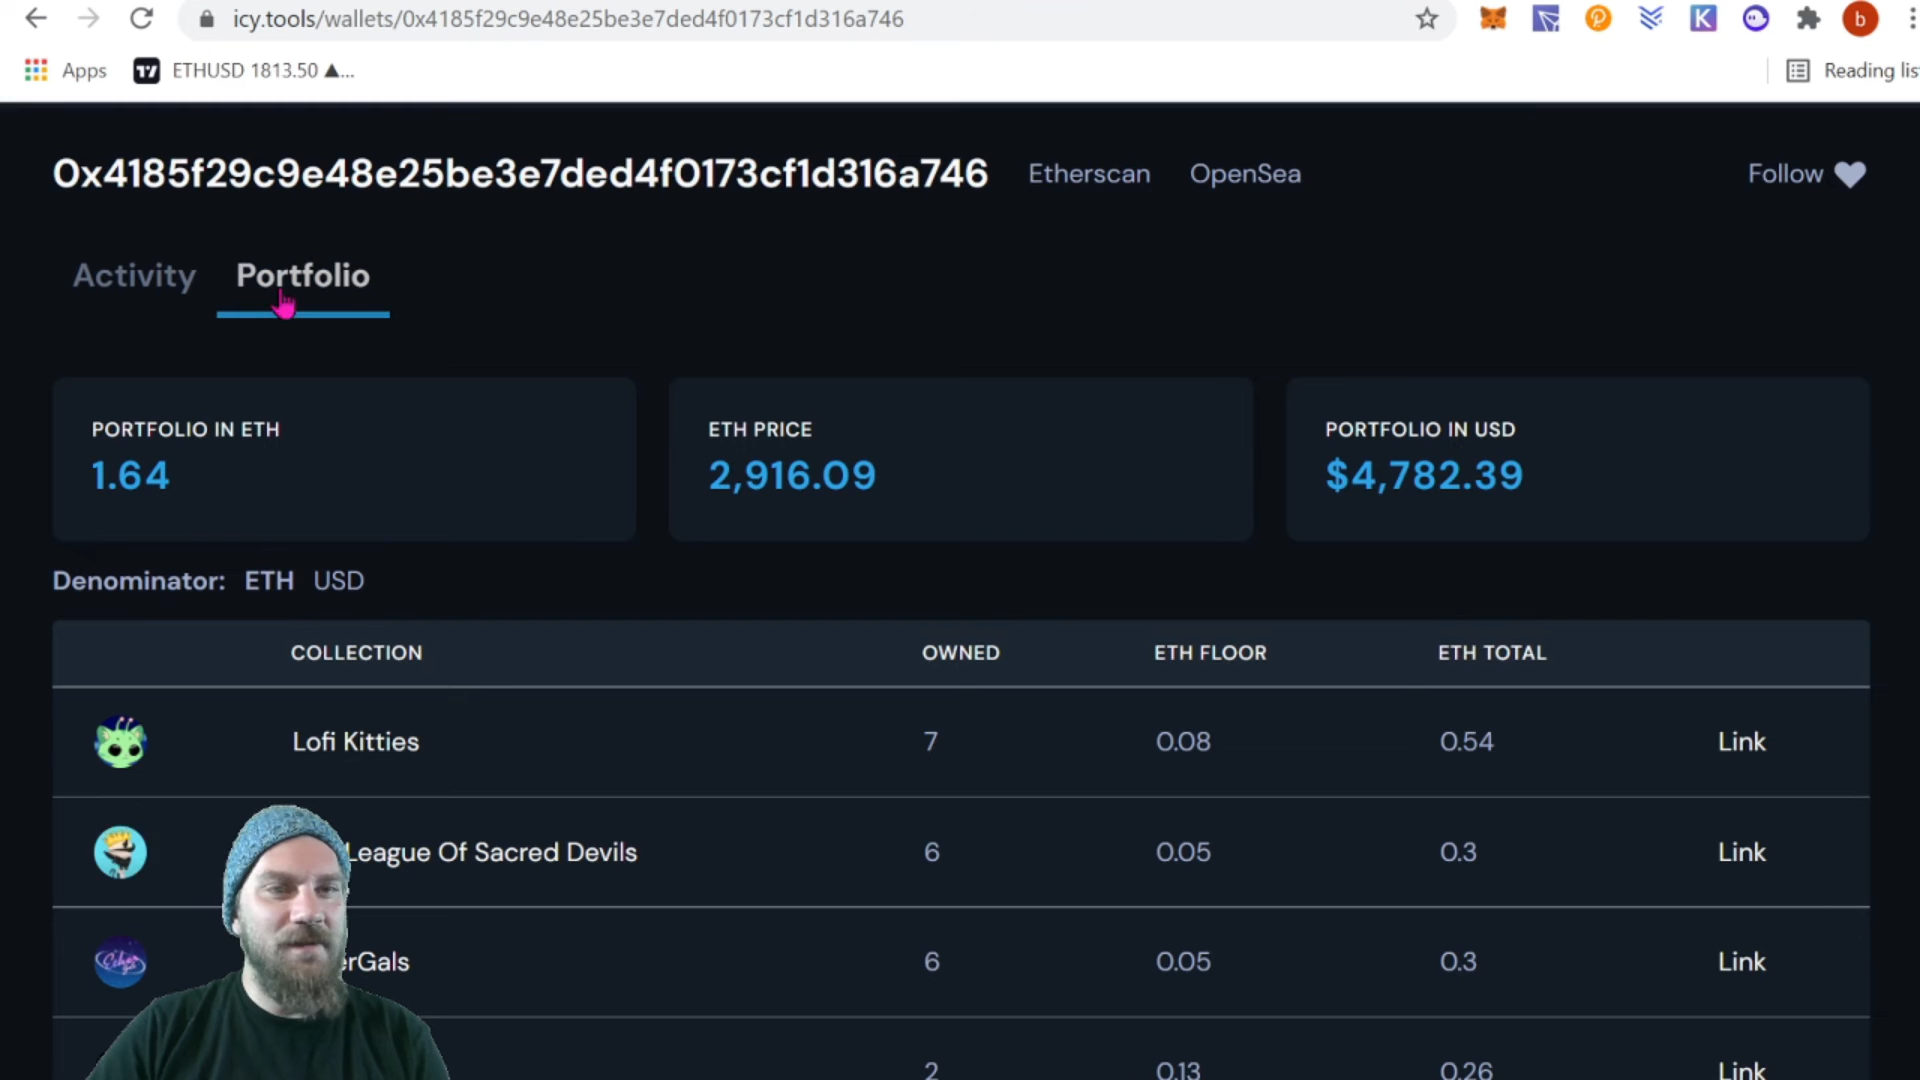 icy.tools/wallets/0x4185f29c9e48e25be3e7ded4f0173cf1d316a746
K
b
Apps
ETHUSD 1813.50 ▲...
Reading lis
0x4185f29c9e48e25be3e7ded4f0173cf1d316a746 Etherscan OpenSea Follow
Activity Portfolio
PORTFOLIO IN ETH
1.64
ETH PRICE
2,916.09
PORTFOLIO IN USD
$4,782.39
Denominator: ETH USD
COLLECTION OWNED ETH FLOOR ETH TOTAL
Lofi Kitties 7 0.08 0.54 Link
League Of Sacred Devils 6 0.05 0.3 Link
erGals 6 0.05 0.3 Link
2 0.13 0.26 Link